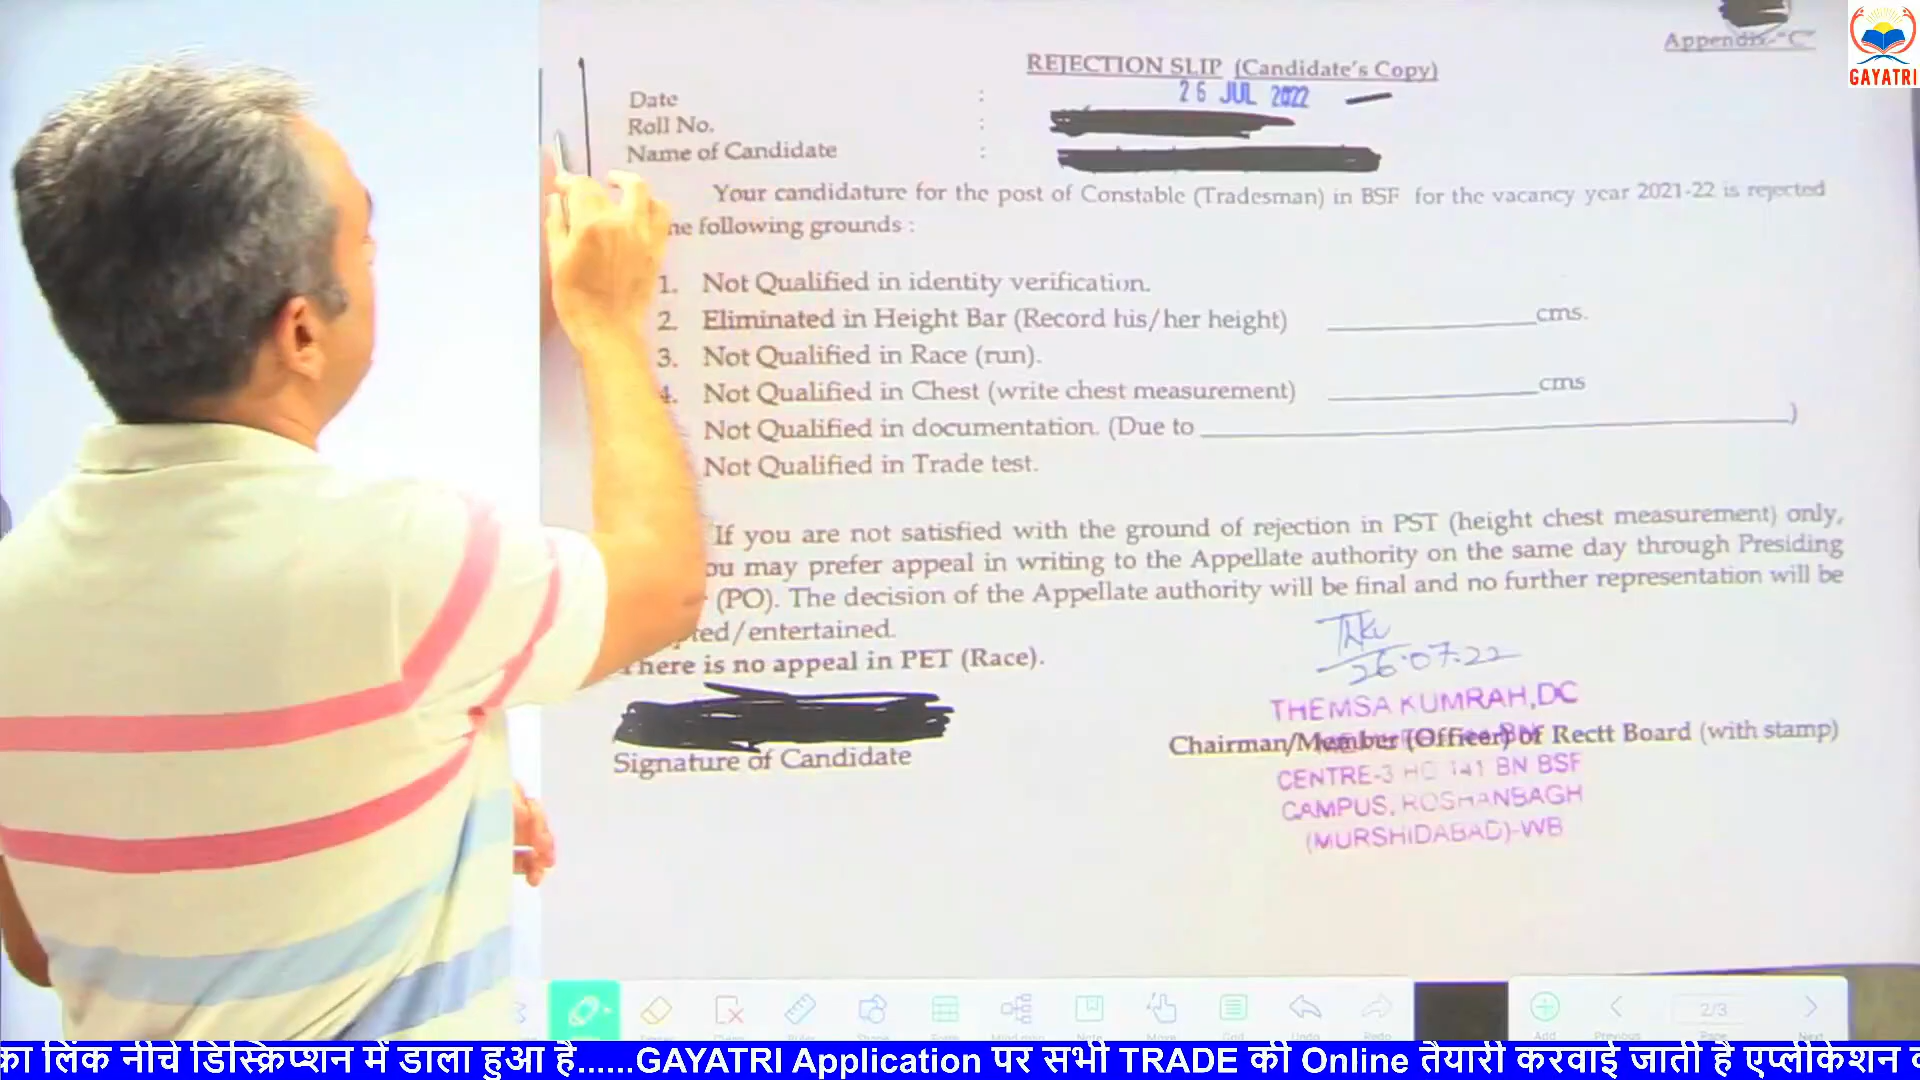 Appendix-"C"
GAYATRI
REJECTION SLIP (Candidate's Copy)
Date : 26 JUL 2022
Roll No. :
Name of Candidate :
Your candidature for the post of Constable (Tradesman) in BSF for the vacancy year 2021-22 is rejected
he following grounds :
1. Not Qualified in identity verification.
2. Eliminated in Height Bar (Record his/her height) cms.
3. Not Qualified in Race (run).
4. Not Qualified in Chest (write chest measurement) cms
Not Qualified in documentation. (Due to )
Not Qualified in Trade test.
If you are not satisfied with the ground of rejection in PST (height chest measurement) only,
ou may prefer appeal in writing to the Appellate authority on the same day through Presiding
(PO). The decision of the Appellate authority will be final and no further representation will be
ted/entertained.
There is no appeal in PET (Race).
26.07.22
THEMSA KUMRAH, DC
Signature of Candidate
Chairman/Member (Officer) of Rectt Board (with stamp)
CENTRE-3 HQ 141 BN BSF
CAMPUS, ROSHANBAGH
(MURSHIDABAD)-WB
Add Previous 2/3 Page Next
Undo Redo
का लिंक नीचे डिस्क्रिप्शन में डाला हुआ है......GAYATRI Application पर सभी TRADE की Online तैयारी करवाई जाती है एप्लीकेशन